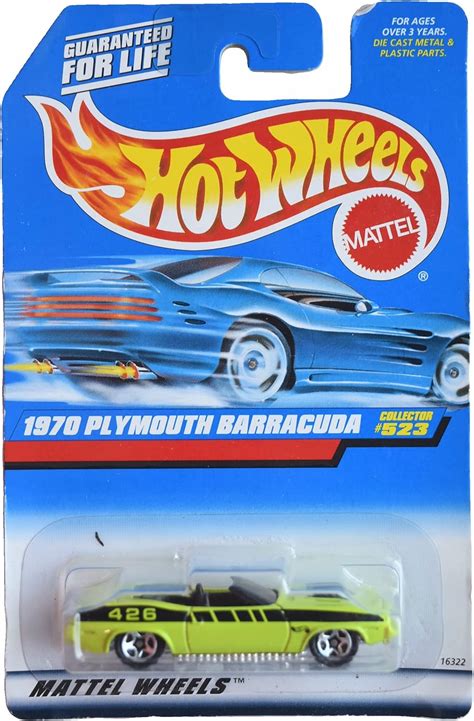 GUARANTEED
FOR LIFE
FOR AGES
OVER 3 YEARS.
DIE CAST METAL &
PLASTIC PARTS.
HOT WHEELS
MATTEL
®
1970 PLYMOUTH BARRACUDA
COLLECTOR
#523
426
16322
MATTEL WHEELS™